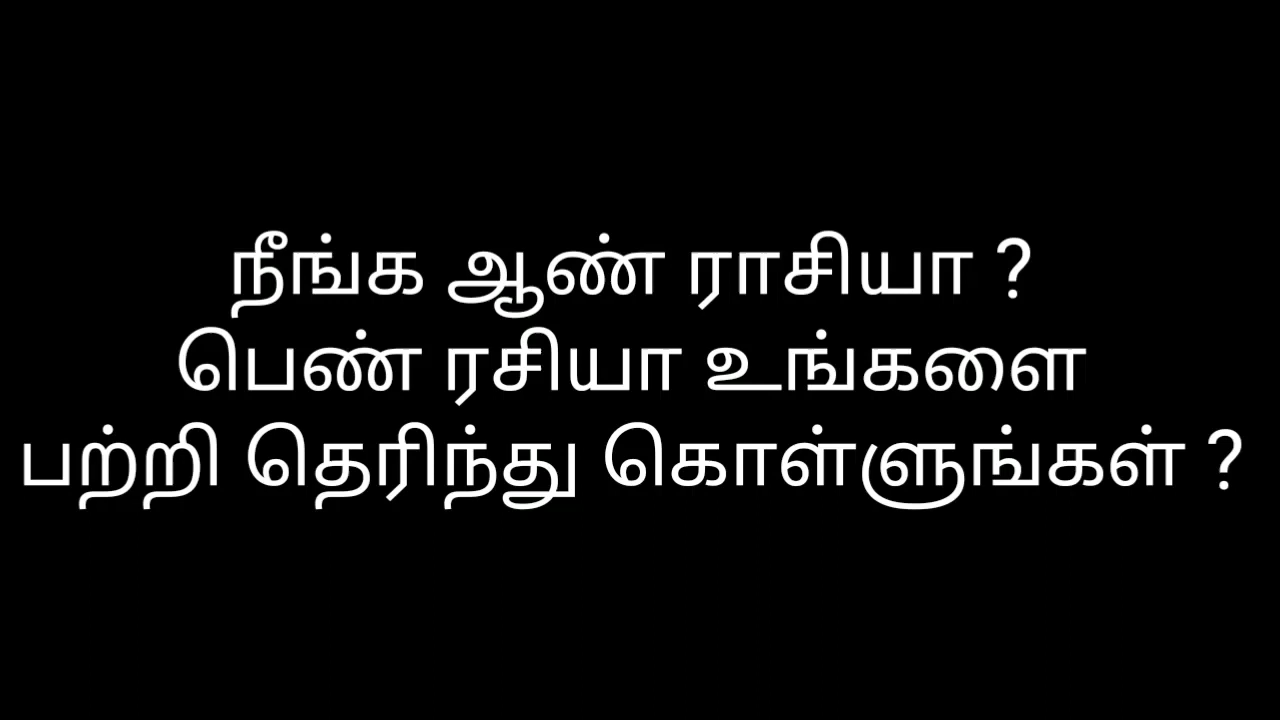 நீங்க ஆண் ராசியா ?
பெண் ரசியா உங்களை
பற்றி தெரிந்து கொள்ளுங்கள் ?